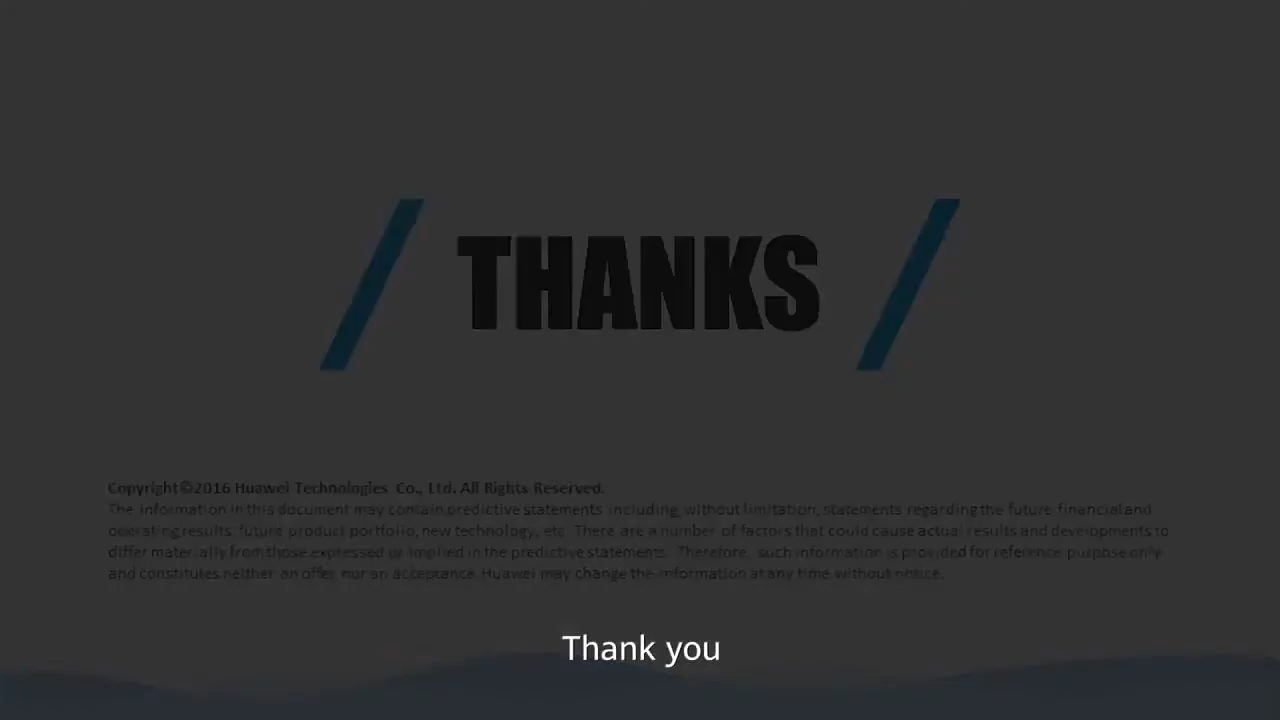 THANKS
Copyright©2016 Huawei Technologies Co., Ltd. All Rights Reserved.
The information in this document may contain predictive statements including, without limitation, statements regarding the future financial and
operating results, future product portfolio, new technology, etc. There are a number of factors that could cause actual results and developments to
differ materially from those expressed or implied in the predictive statements. Therefore, such information is provided for reference purpose only
and constitutes neither an offer nor an acceptance. Huawei may change the information at any time without notice.
Thank you